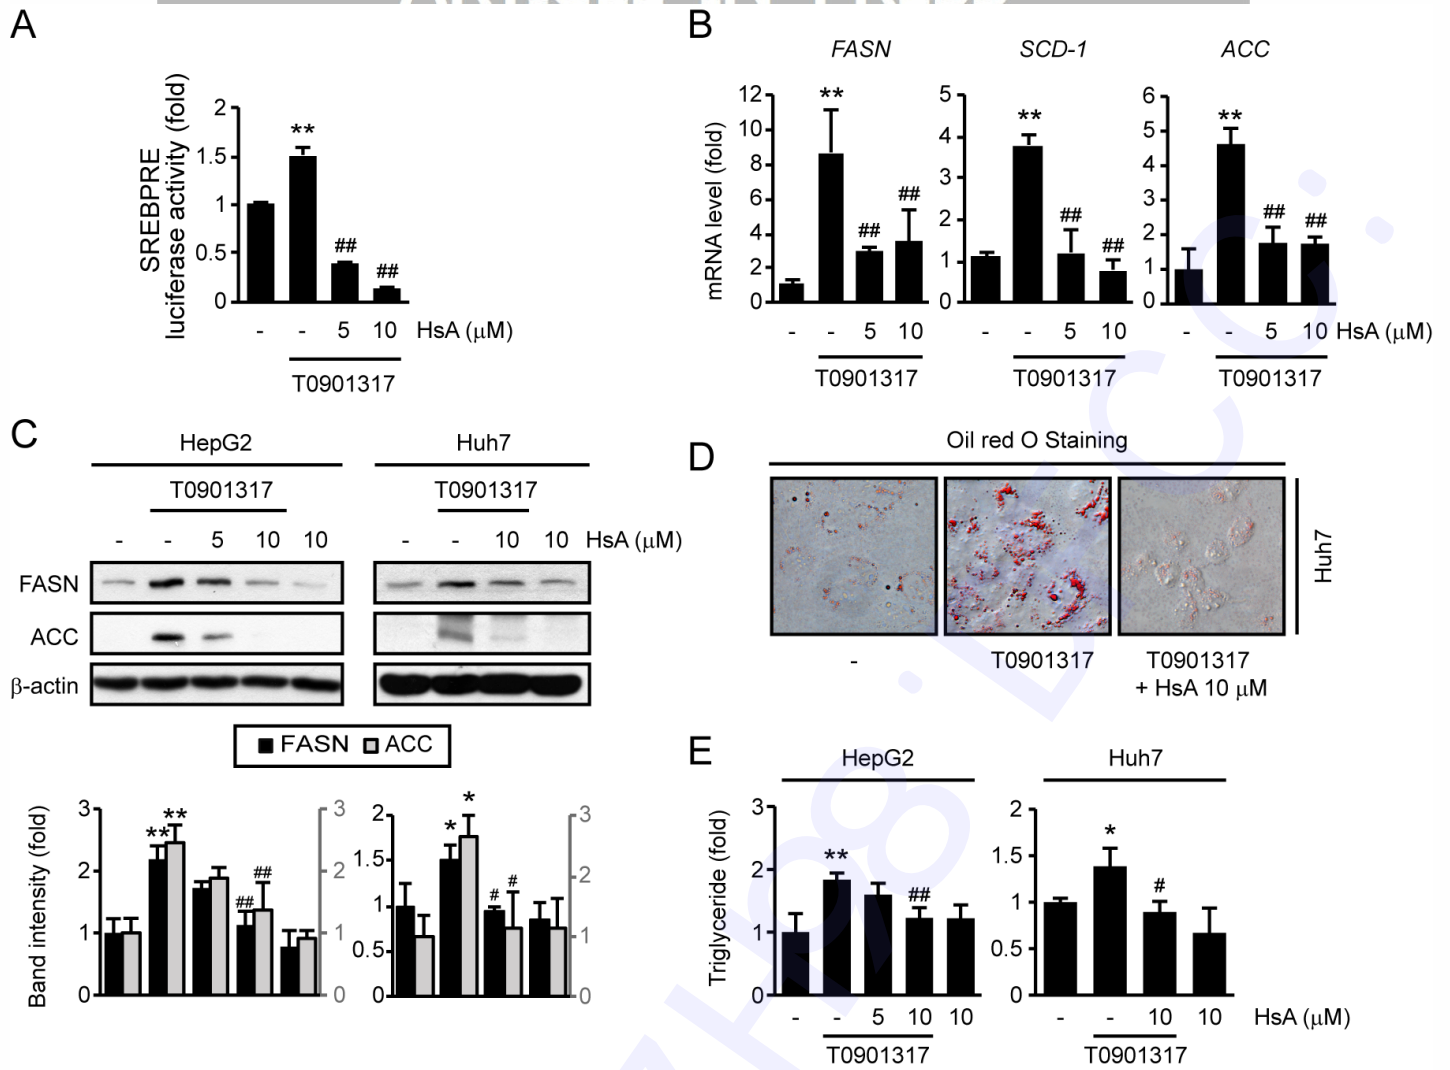 A
SREBPRE
luciferase activity (fold)
2
1.5
1
0.5
0
**
##
##
- - 5 10 HsA (μM)
T0901317
B
FASN SCD-1 ACC
mRNA level (fold)
12
10
8
6
4
2
0
**
##
##
- - 5 10
T0901317
5
4
3
2
1
0
**
##
##
- - 5 10
T0901317
6
5
4
3
2
1
0
**
##
##
- - 5 10 HsA (μM)
T0901317
C
HepG2 Huh7
T0901317 T0901317
- - 5 10 10 - - 10 10 HsA (μM)
FASN
ACC
β-actin
FASN ACC
Band intensity (fold)
3
2
1
0
** **
## ##
3
2
1
0
2
1.5
1
0.5
0
* *
# #
3
2
1
0
D
Oil red O Staining
Huh7
- T0901317 T0901317
+ HsA 10 μM
E
HepG2 Huh7
Triglyceride (fold)
3
2
1
0
**
##
- - 5 10 10
T0901317
2
1.5
1
0.5
0
*
#
- - 10 10 HsA (μM)
T0901317